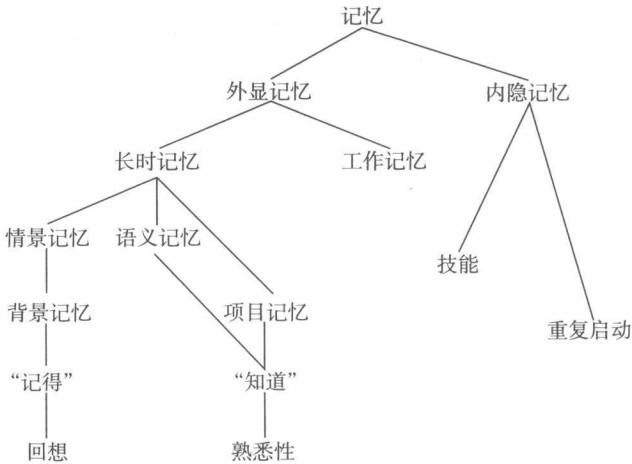 记忆
外显记忆
内隐记忆
长时记忆
工作记忆
情景记忆
语义记忆
技能
背景记忆
项目记忆
重复启动
“记得”
“知道”
回想
熟悉性